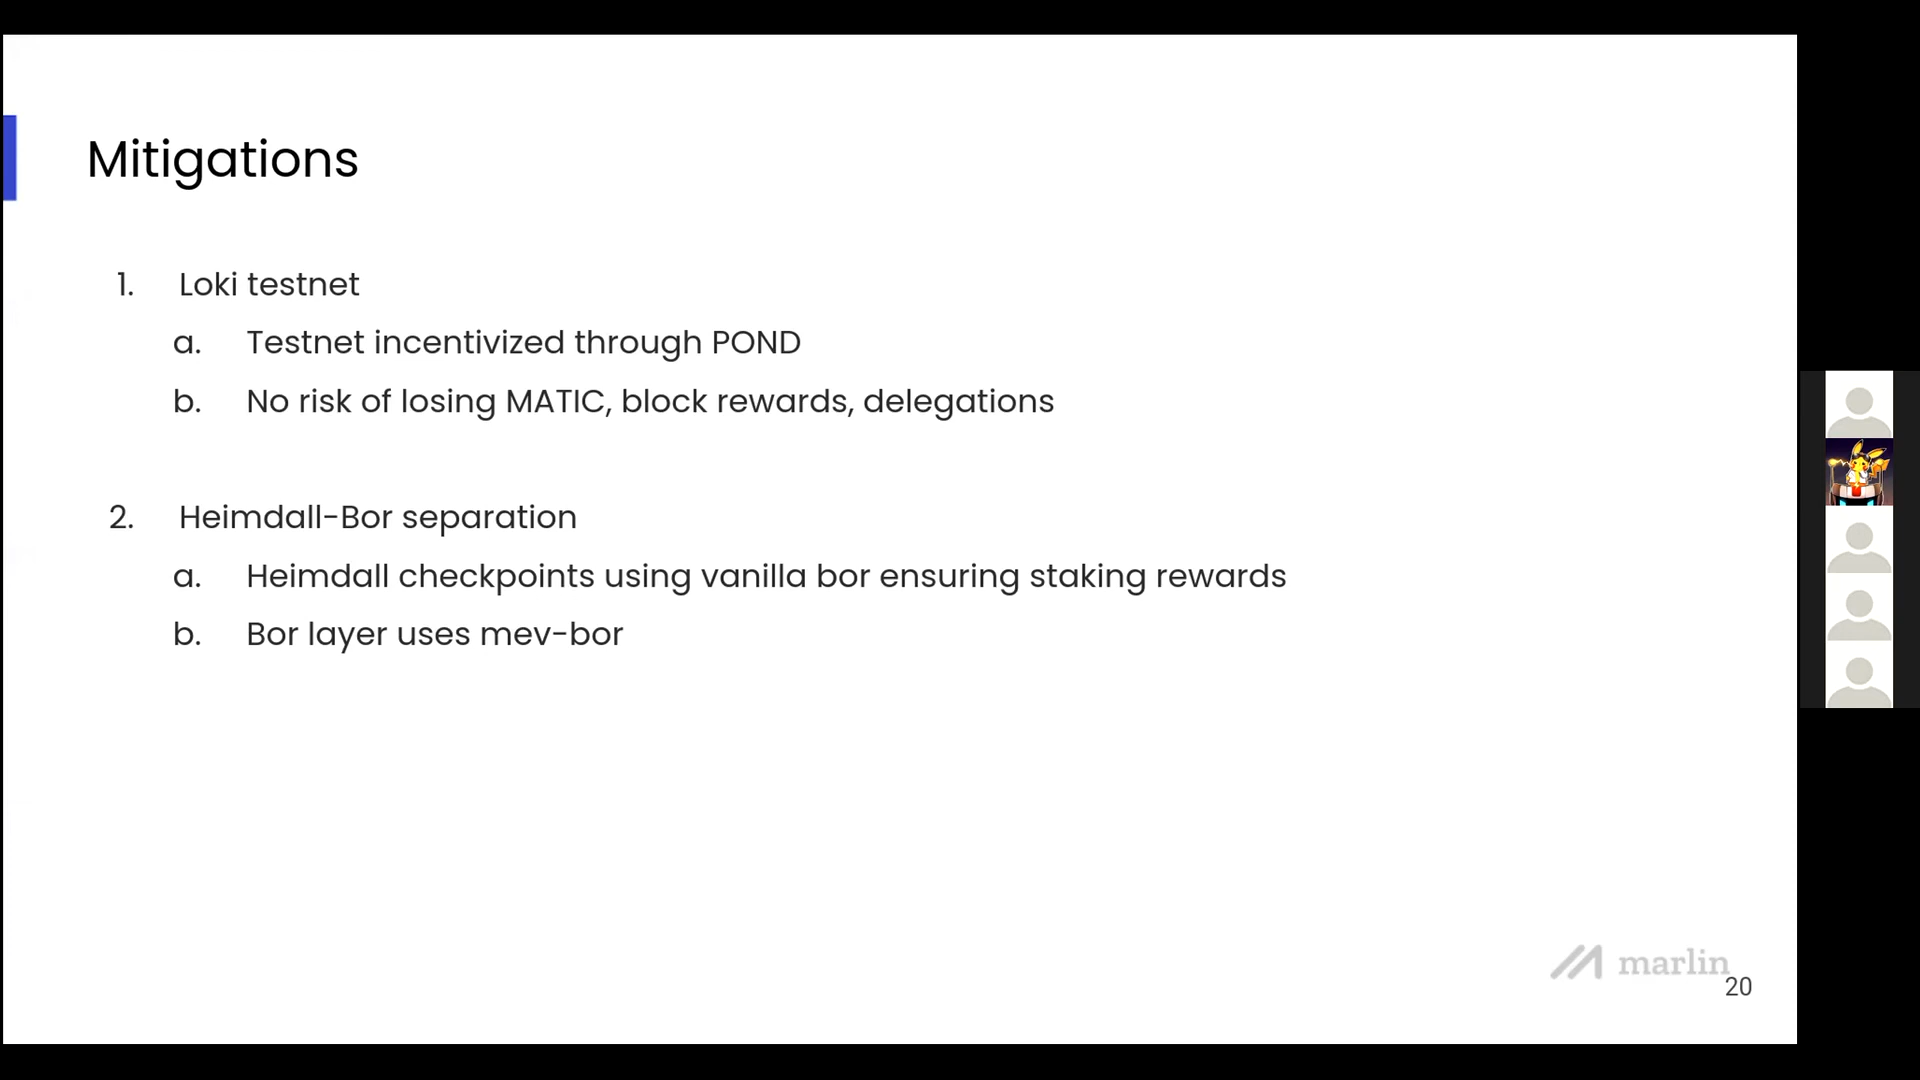 Mitigations
1. Loki testnet
a. Testnet incentivized through POND
b. No risk of losing MATIC, block rewards, delegations
2. Heimdall-Bor separation
a. Heimdall checkpoints using vanilla bor ensuring staking rewards
b. Bor layer uses mev-bor
marlin
20